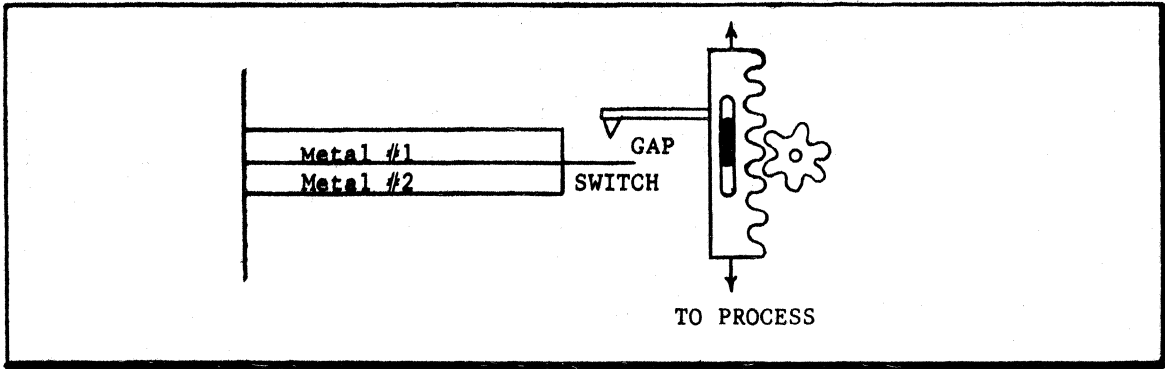 Metal #1
GAP
Metal #2
SWITCH
TO PROCESS